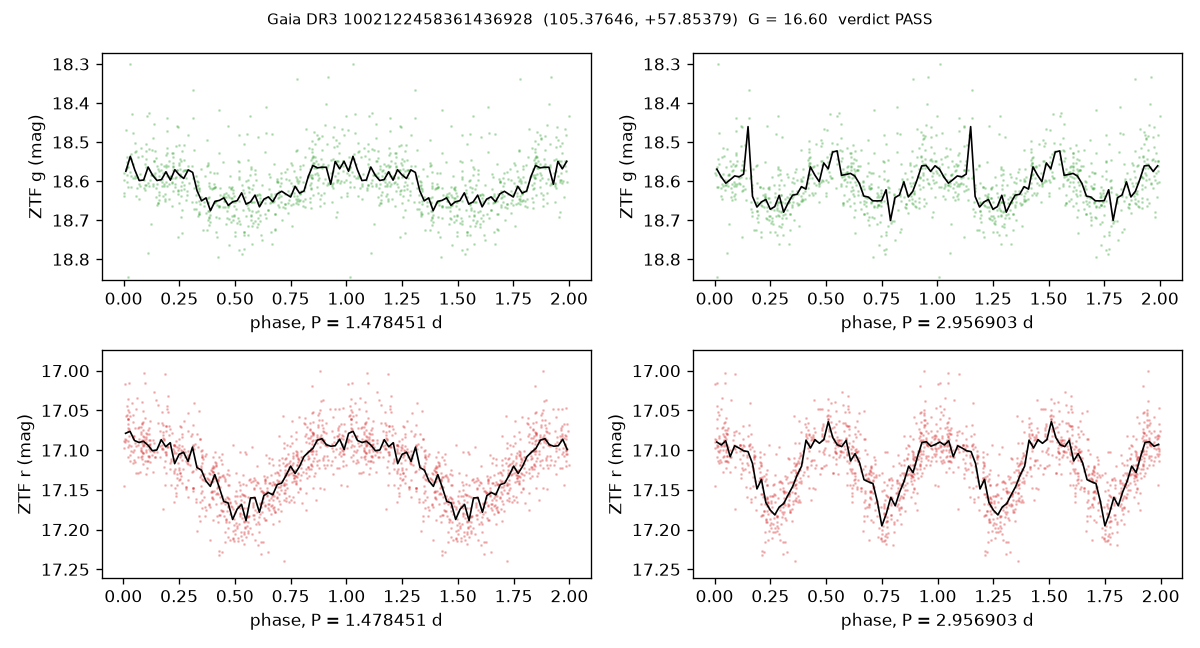 Gaia DR3 1002122458361436928 (105.37646, +57.85379) G = 16.60 verdict PASS
ZTF g (mag)
18.3
18.4
18.5
18.6
18.7
18.8
0.00 0.25 0.50 0.75 1.00 1.25 1.50 1.75 2.00
phase, P = 1.478451 d
ZTF g (mag)
18.3
18.4
18.5
18.6
18.7
18.8
0.00 0.25 0.50 0.75 1.00 1.25 1.50 1.75 2.00
phase, P = 2.956903 d
ZTF r (mag)
17.00
17.05
17.10
17.15
17.20
17.25
0.00 0.25 0.50 0.75 1.00 1.25 1.50 1.75 2.00
phase, P = 1.478451 d
ZTF r (mag)
17.00
17.05
17.10
17.15
17.20
17.25
0.00 0.25 0.50 0.75 1.00 1.25 1.50 1.75 2.00
phase, P = 2.956903 d